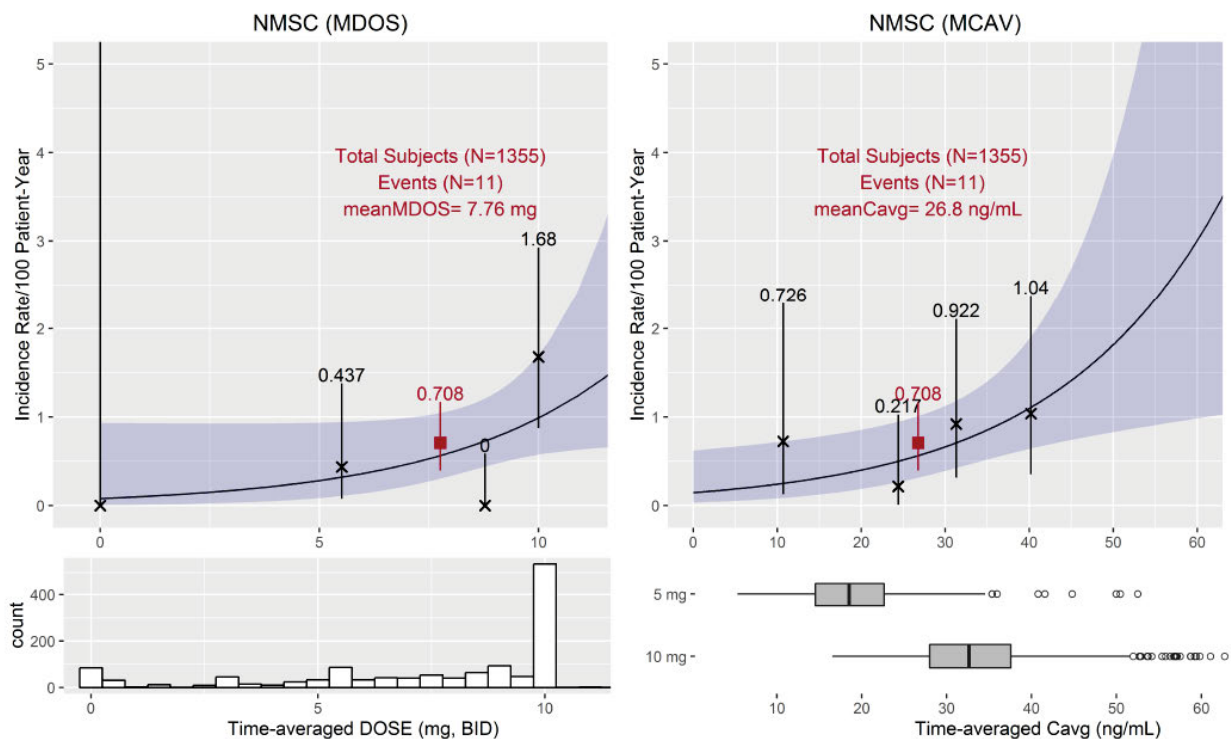 NMSC (MDOS)
Incidence Rate/100 Patient-Year
5
4
3
2
1
0
Total Subjects (N=1355)
Events (N=11)
meanMDOS= 7.76 mg
1.68
0.437
0.708
0
0
5
10
count
400
200
0
0
5
10
Time-averaged DOSE (mg, BID)
NMSC (MCAV)
Incidence Rate/100 Patient-Year
5
4
3
2
1
0
Total Subjects (N=1355)
Events (N=11)
meanCavg= 26.8 ng/mL
0.726
0.922
1.04
0.217
0.708
0
10
20
30
40
50
60
5 mg
10 mg
10
20
30
40
50
60
Time-averaged Cavg (ng/mL)